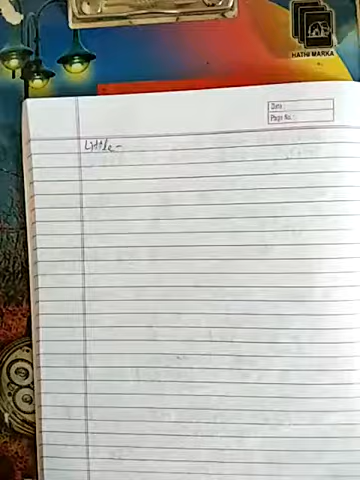 HATHI MARKA
Date :
Page No. :
Little-